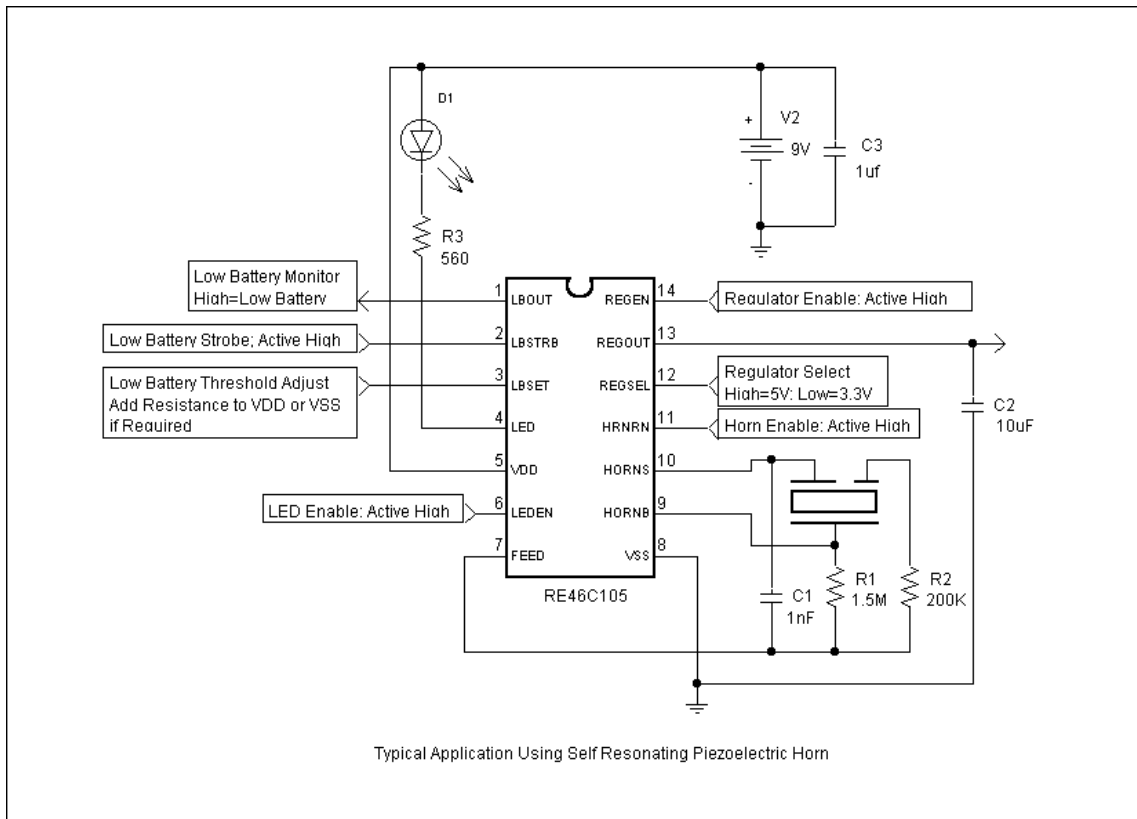 D1
+
V2
9V
-
C3
1uf
R3
560
Low Battery Monitor
High=Low Battery
Low Battery Strobe; Active High
Low Battery Threshold Adjust
Add Resistance to VDD or VSS
if Required
LED Enable: Active High
1
LBOUT
2
LBSTRB
3
LBSET
4
LED
5
VDD
6
LEDEN
7
FEED
REGEN
14
REGOUT
13
REGSEL
12
HRNRN
11
HORNS
10
HORNB
9
VSS
8
RE46C105
Regulator Enable: Active High
Regulator Select
High=5V: Low=3.3V
Horn Enable: Active High
C2
10uF
C1
1nF
R1
1.5M
R2
200K
Typical Application Using Self Resonating Piezoelectric Horn